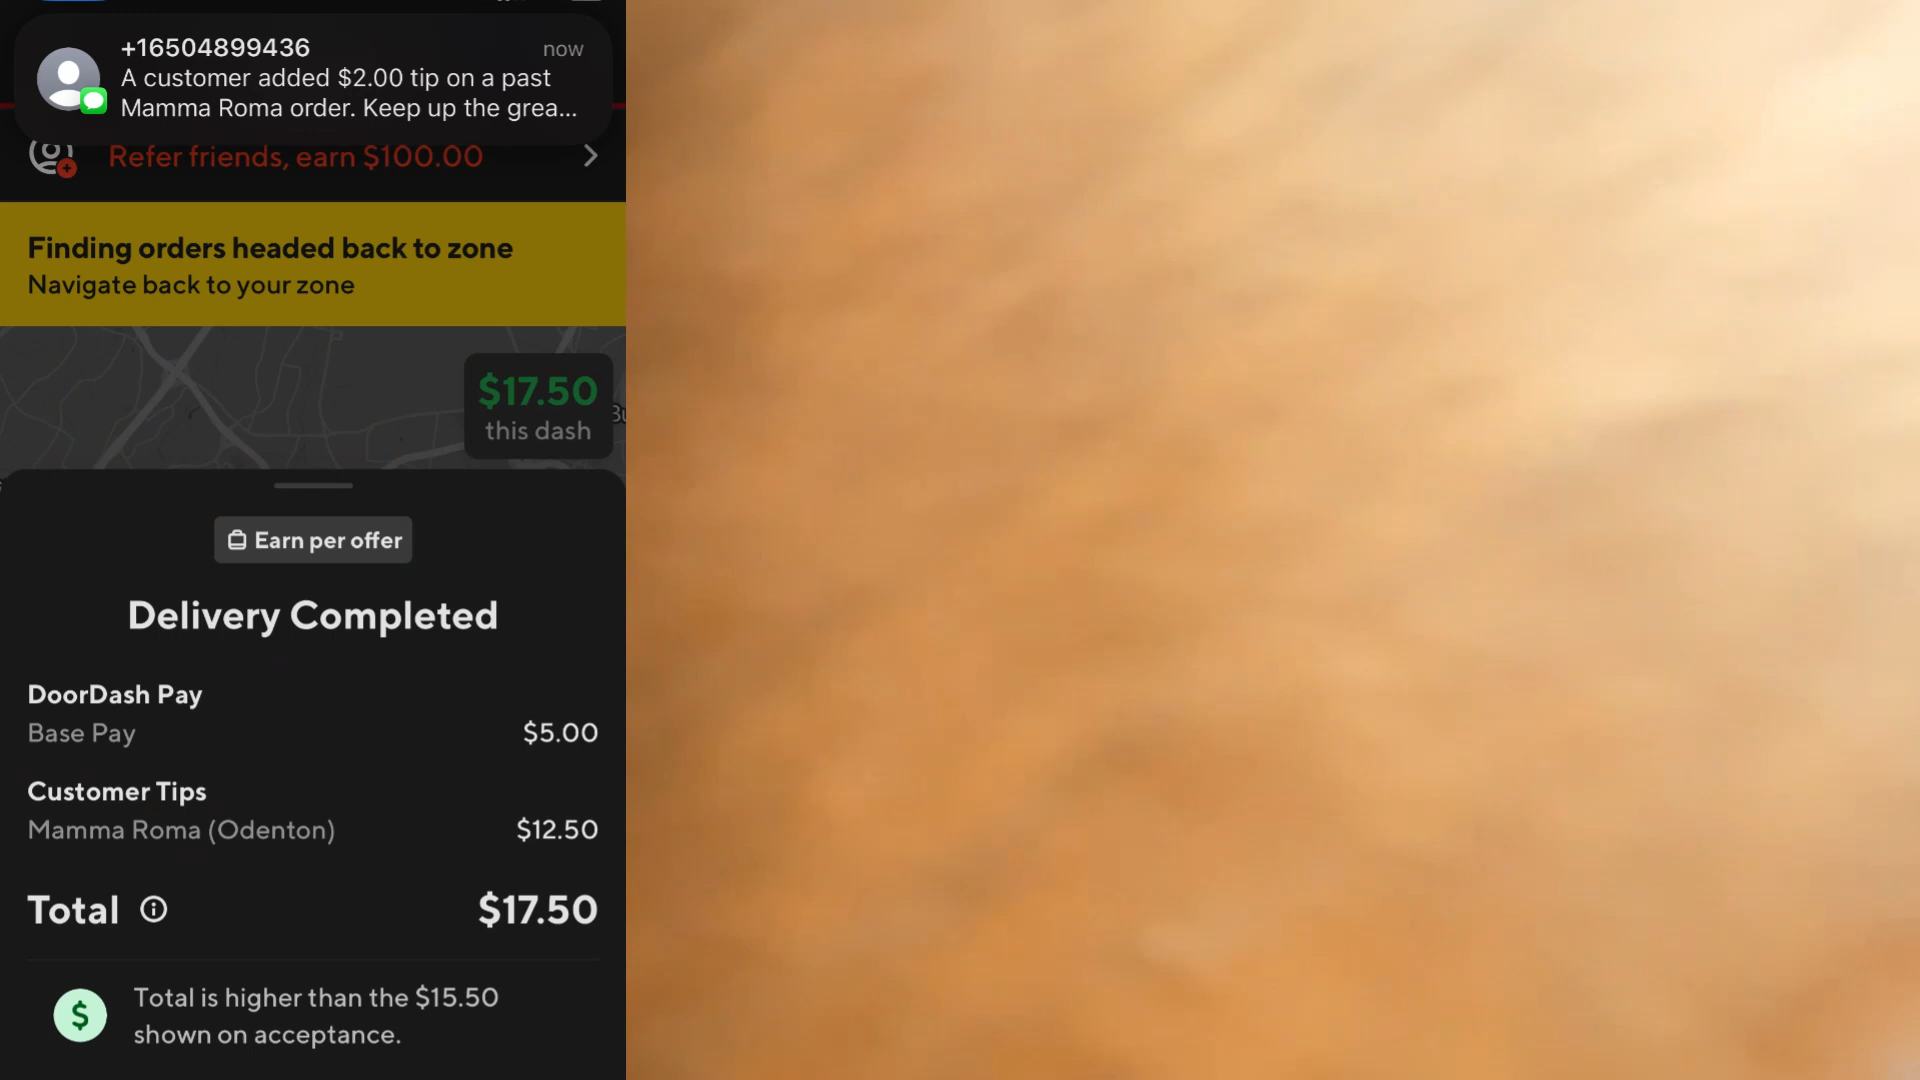 +16504899436
now
A customer added $2.00 tip on a past
Mamma Roma order. Keep up the grea...
Refer friends, earn $100.00
Finding orders headed back to zone
Navigate back to your zone
$17.50
this dash
Earn per offer
Delivery Completed
DoorDash Pay
Base Pay $5.00
Customer Tips
Mamma Roma (Odenton) $12.50
Total $17.50
Total is higher than the $15.50
shown on acceptance.